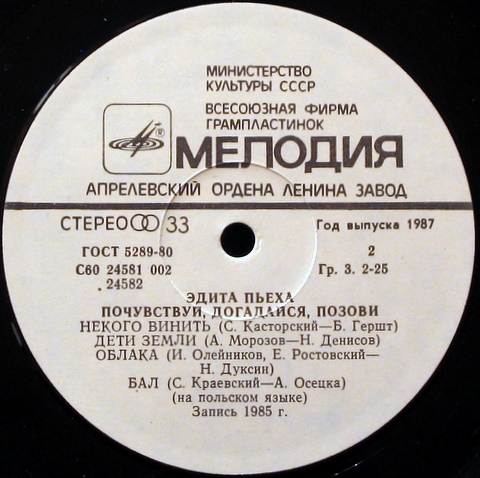 МИНИСТЕРСТВО
КУЛЬТУРЫ СССР
ВСЕСОЮЗНАЯ ФИРМА
ГРАМПЛАСТИНОК
®
МЕЛОДИЯ
АПРЕЛЕВСКИЙ ОРДЕНА ЛЕНИНА ЗАВОД
СТЕРЕО 33
Год выпуска 1987
ГОСТ 5289-80
2
С60 24581 002
Гр. 3. 2-25
24582
ЭДИТА ПЬЕХА
ПОЧУВСТВУЙ, ДОГАДАЙСЯ, ПОЗОВИ
НЕКОГО ВИНИТЬ (С. Касторский—Б. Гершт)
ДЕТИ ЗЕМЛИ (А. Морозов—Н. Денисов)
ОБЛАКА (И. Олейников, Е. Ростовский—
Н. Дуксин)
БАЛ (С. Краевский—А. Осецка)
(на польском языке)
Запись 1985 г.